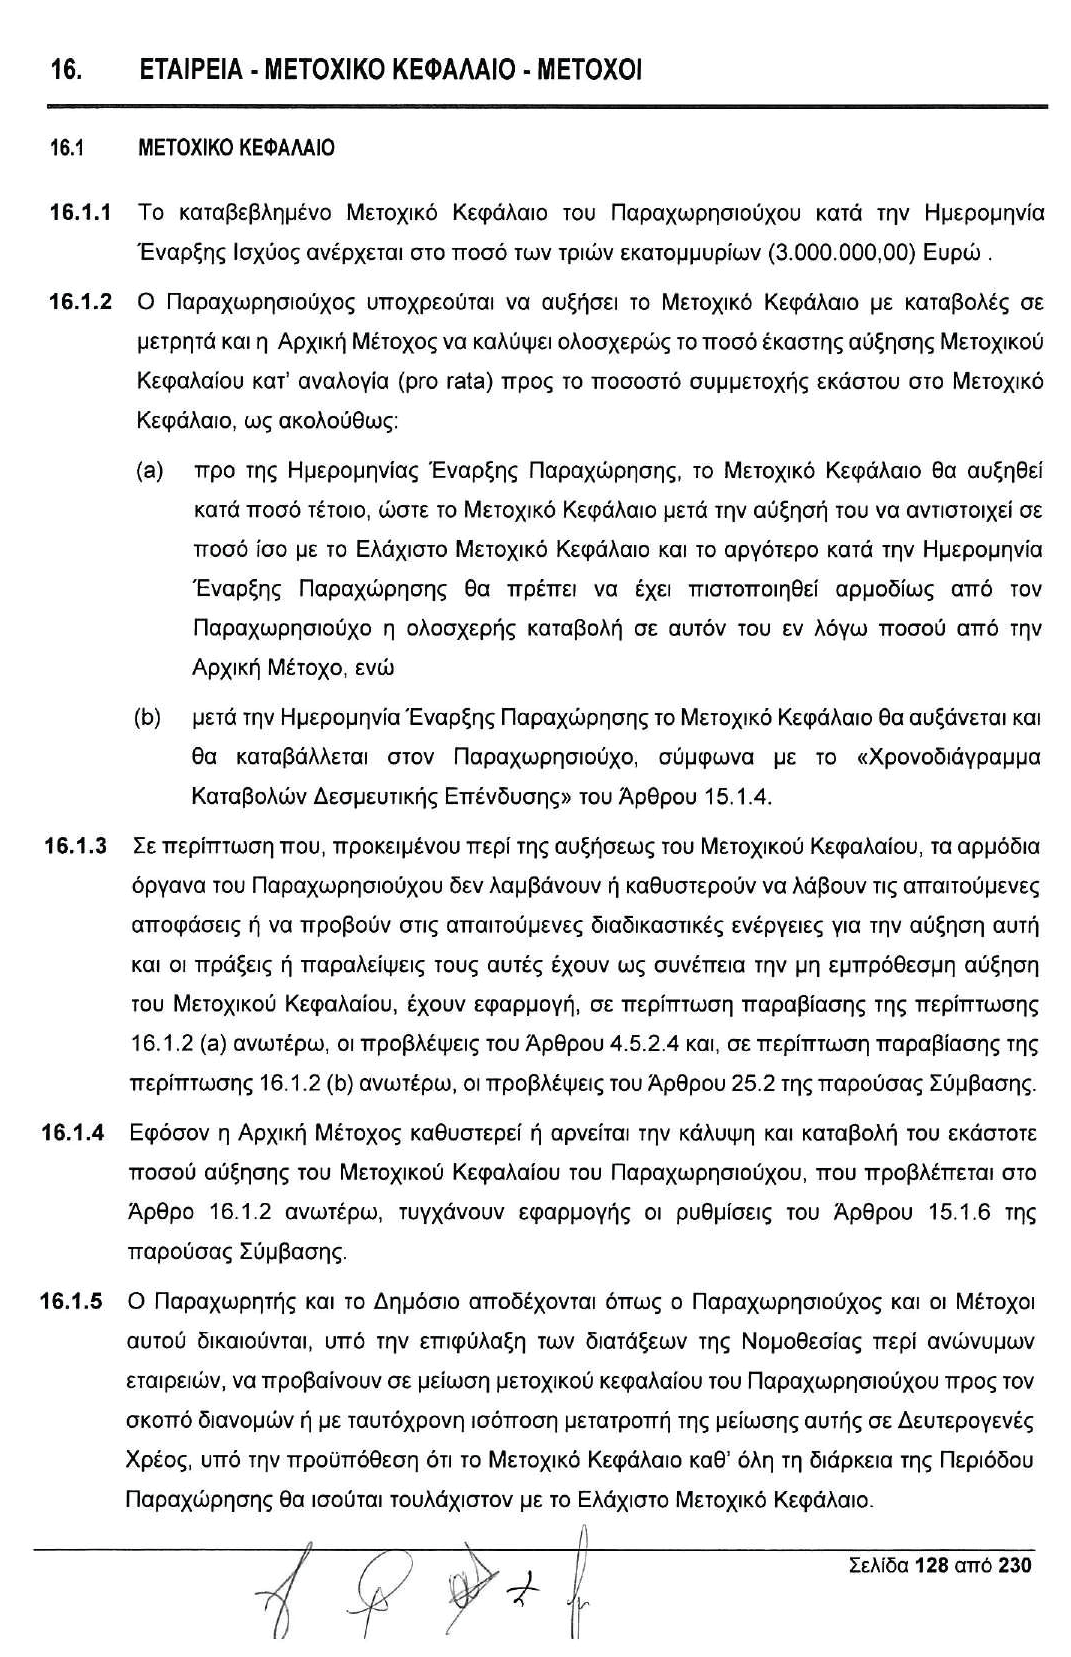 16. ΕΤΑΙΡΕΙΑ - ΜΕΤΟΧΙΚΟ ΚΕΦΑΛΑΙΟ - ΜΕΤΟΧΟΙ
16.1 ΜΕΤΟΧΙΚΟ ΚΕΦΑΛΑΙΟ
16.1.1 Το καταβεβλημένο Μετοχικό Κεφάλαιο του Παραχωρησιούχου κατά την Ημερομηνία
Έναρξης Ισχύος ανέρχεται στο ποσό των τριών εκατομμυρίων (3.000.000,00) Ευρώ .
16.1.2 Ο Παραχωρησιούχος υποχρεούται να αυξήσει το Μετοχικό Κεφάλαιο με καταβολές σε
μετρητά και η Αρχική Μέτοχος να καλύψει ολοσχερώς το ποσό έκαστης αύξησης Μετοχικού
Κεφαλαίου κατ’ αναλογία (pro rata) προς το ποσοστό συμμετοχής εκάστου στο Μετοχικό
Κεφάλαιο, ως ακολούθως:
(a) προ της Ημερομηνίας Έναρξης Παραχώρησης, το Μετοχικό Κεφάλαιο θα αυξηθεί
κατά ποσό τέτοιο, ώστε το Μετοχικό Κεφάλαιο μετά την αύξησή του να αντιστοιχεί σε
ποσό ίσο με το Ελάχιστο Μετοχικό Κεφάλαιο και το αργότερο κατά την Ημερομηνία
Έναρξης Παραχώρησης θα πρέπει να έχει πιστοποιηθεί αρμοδίως από τον
Παραχωρησιούχο η ολοσχερής καταβολή σε αυτόν του εν λόγω ποσού από την
Αρχική Μέτοχο, ενώ
(b) μετά την Ημερομηνία Έναρξης Παραχώρησης το Μετοχικό Κεφάλαιο θα αυξάνεται και
θα καταβάλλεται στον Παραχωρησιούχο, σύμφωνα με το «Χρονοδιάγραμμα
Καταβολών Δεσμευτικής Επένδυσης» του Άρθρου 15.1.4.
16.1.3 Σε περίπτωση που, προκειμένου περί της αυξήσεως του Μετοχικού Κεφαλαίου, τα αρμόδια
όργανα του Παραχωρησιούχου δεν λαμβάνουν ή καθυστερούν να λάβουν τις απαιτούμενες
αποφάσεις ή να προβούν στις απαιτούμενες διαδικαστικές ενέργειες για την αύξηση αυτή
και οι πράξεις ή παραλείψεις τους αυτές έχουν ως συνέπεια την μη εμπρόθεσμη αύξηση
του Μετοχικού Κεφαλαίου, έχουν εφαρμογή, σε περίπτωση παραβίασης της περίπτωσης
16.1.2 (a) ανωτέρω, οι προβλέψεις του Άρθρου 4.5.2.4 και, σε περίπτωση παραβίασης της
περίπτωσης 16.1.2 (b) ανωτέρω, οι προβλέψεις του Άρθρου 25.2 της παρούσας Σύμβασης.
16.1.4 Εφόσον η Αρχική Μέτοχος καθυστερεί ή αρνείται την κάλυψη και καταβολή του εκάστοτε
ποσού αύξησης του Μετοχικού Κεφαλαίου του Παραχωρησιούχου, που προβλέπεται στο
Άρθρο 16.1.2 ανωτέρω, τυγχάνουν εφαρμογής οι ρυθμίσεις του Άρθρου 15.1.6 της
παρούσας Σύμβασης.
16.1.5 Ο Παραχωρητής και το Δημόσιο αποδέχονται όπως ο Παραχωρησιούχος και οι Μέτοχοι
αυτού δικαιούνται, υπό την επιφύλαξη των διατάξεων της Νομοθεσίας περί ανώνυμων
εταιρειών, να προβαίνουν σε μείωση μετοχικού κεφαλαίου του Παραχωρησιούχου προς τον
σκοπό διανομών ή με ταυτόχρονη ισόποση μετατροπή της μείωσης αυτής σε Δευτερογενές
Χρέος, υπό την προϋπόθεση ότι το Μετοχικό Κεφάλαιο καθ’ όλη τη διάρκεια της Περιόδου
Παραχώρησης θα ισούται τουλάχιστον με το Ελάχιστο Μετοχικό Κεφάλαιο.
Σελίδα 128 από 230